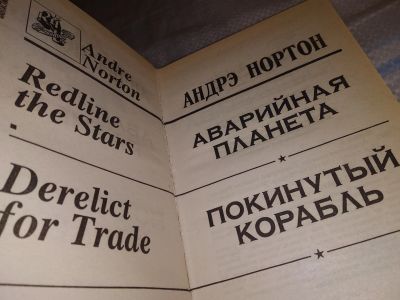 Andre
Norton
Redline
the Stars
Derelict
for Trade
АНДРЭ НОРТОН
АВАРИЙНАЯ
ПЛАНЕТА
ПОКИНУТЫЙ
КОРАБЛЬ